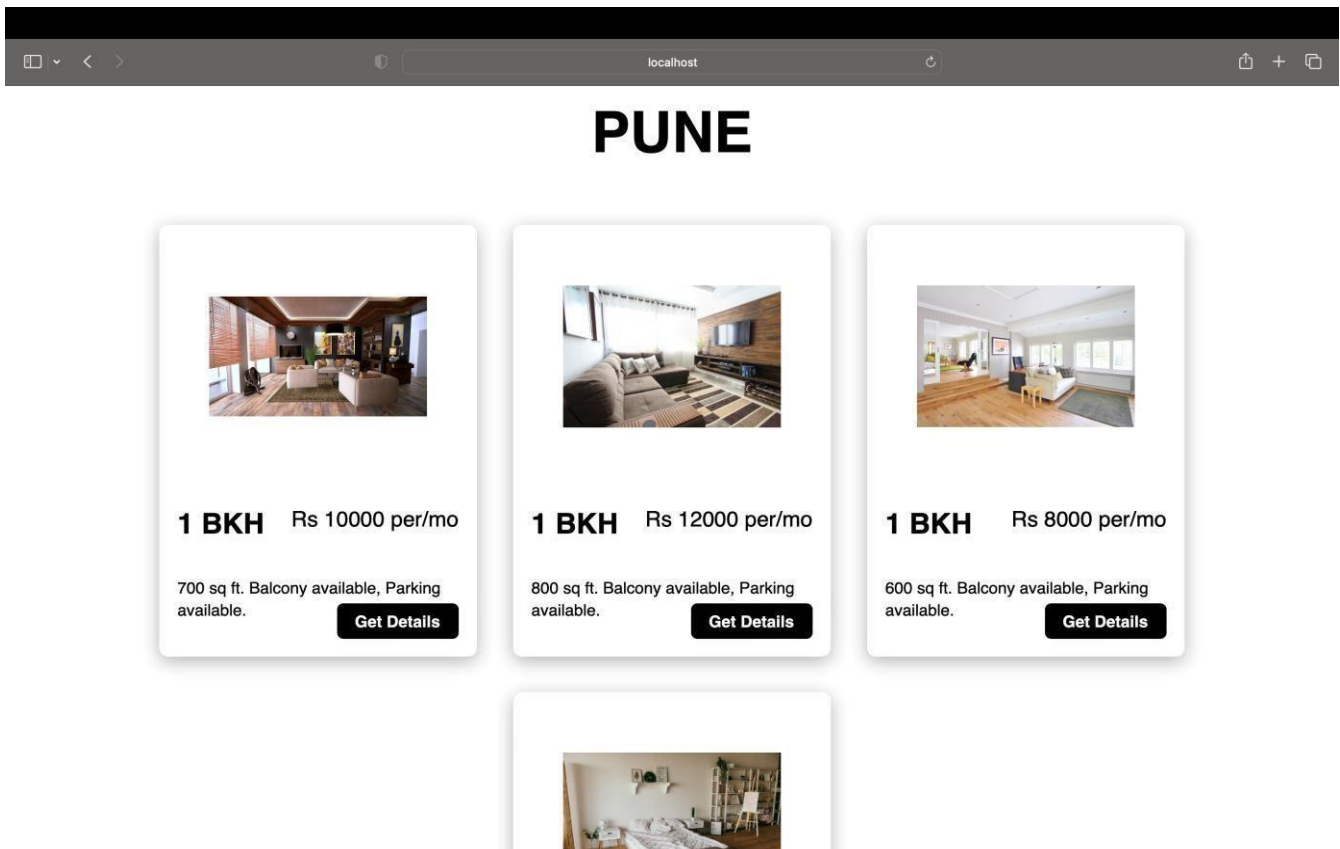 localhost
PUNE
1 BKH Rs 10000 per/mo
700 sq ft. Balcony available, Parking
available.
Get Details
1 BKH Rs 12000 per/mo
800 sq ft. Balcony available, Parking
available.
Get Details
1 BKH Rs 8000 per/mo
600 sq ft. Balcony available, Parking
available.
Get Details